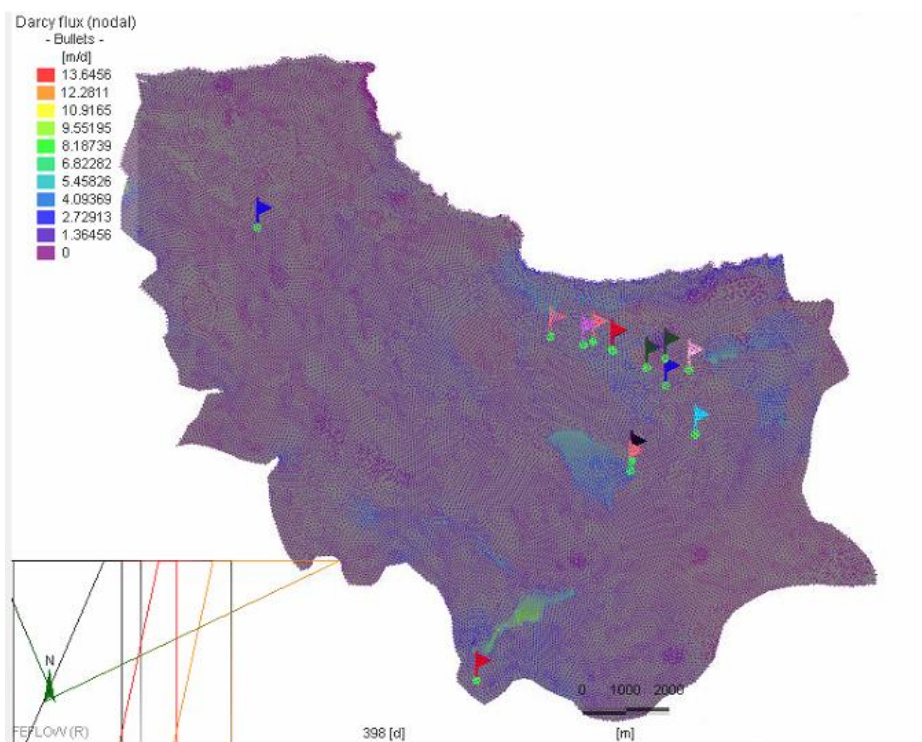 Darcy flux (nodal)
- Bullets -
[m/d]
13.6456
12.2811
10.9165
9.55195
8.18739
6.82282
5.45826
4.09369
2.72913
1.36456
0
N
0 1000 2000
FEFLOW (R)
398 [d]
[m]